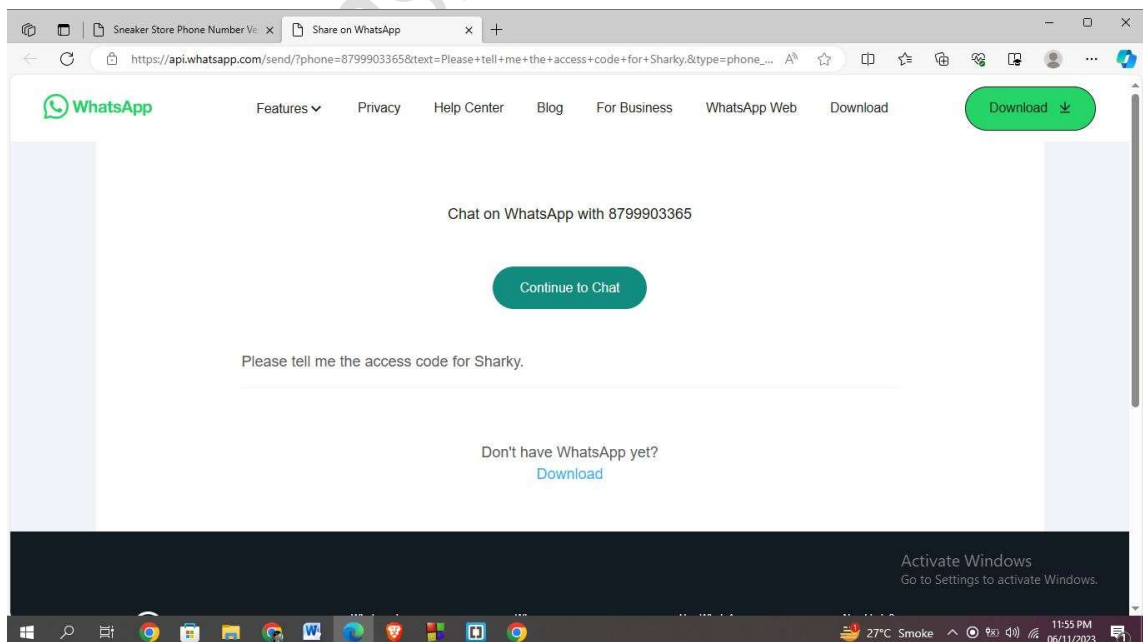 Sneaker Store Phone Number Ve
Share on WhatsApp
https://api.whatsapp.com/send/?phone=8799903365&text=Please+tell+me+the+access+code+for+Sharky.&type=phone_...
WhatsApp
Features
Privacy
Help Center
Blog
For Business
WhatsApp Web
Download
Download
Chat on WhatsApp with 8799903365
Continue to Chat
Please tell me the access code for Sharky.
Don't have WhatsApp yet?
Download
Activate Windows
Go to Settings to activate Windows.
27°C Smoke
11:55 PM
06/11/2023